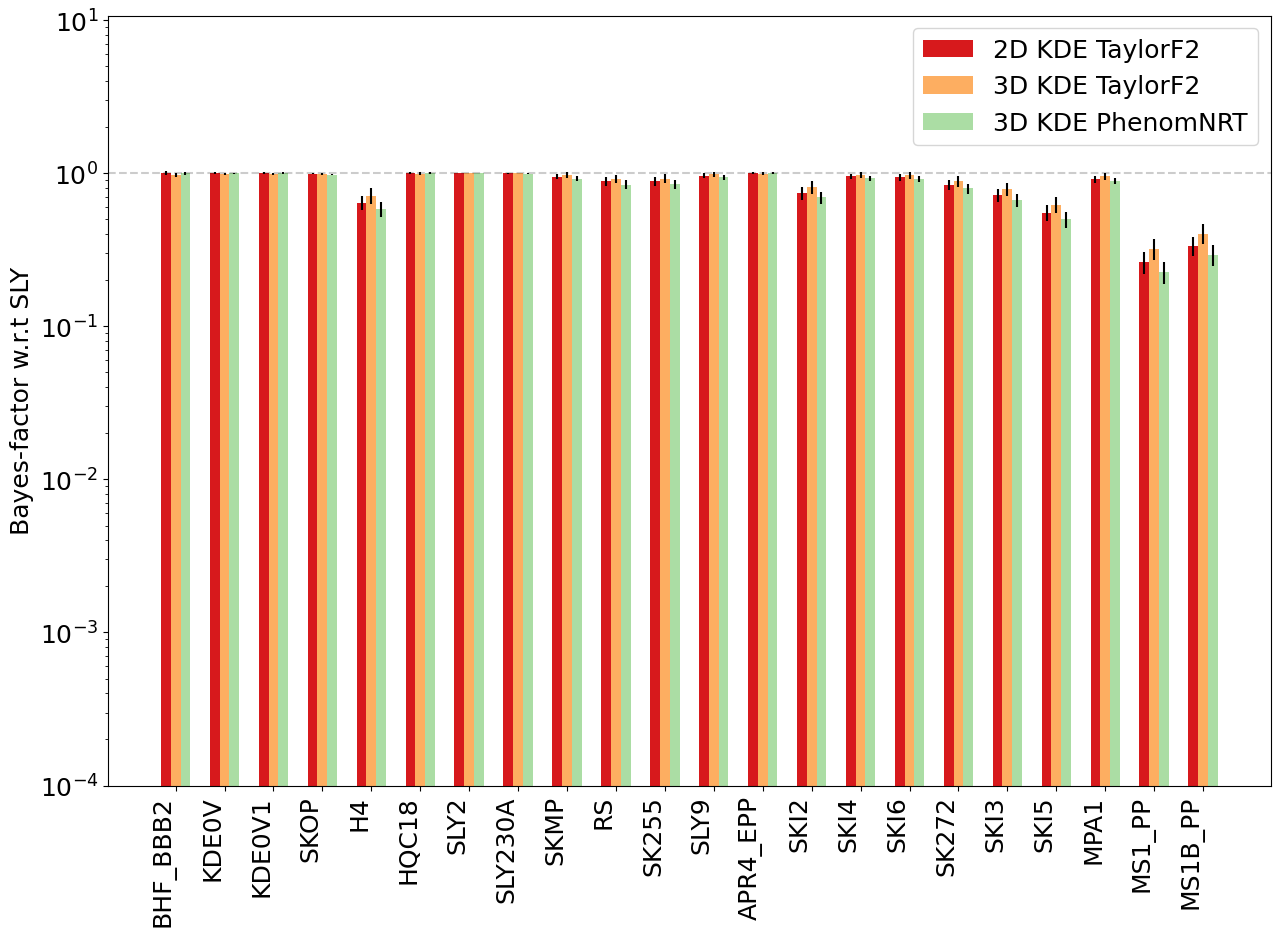 2D KDE TaylorF2
3D KDE TaylorF2
3D KDE PhenomNRT
Bayes-factor w.r.t SLY
10^1
10^0
10^-1
10^-2
10^-3
10^-4
BHF_BBB2
KDE0V
KDE0V1
SKOP
H4
HQC18
SLY2
SLY230A
SKMP
RS
SK255
SLY9
APR4_EPP
SKI2
SKI4
SKI6
SK272
SKI3
SKI5
MPA1
MS1_PP
MS1B_PP